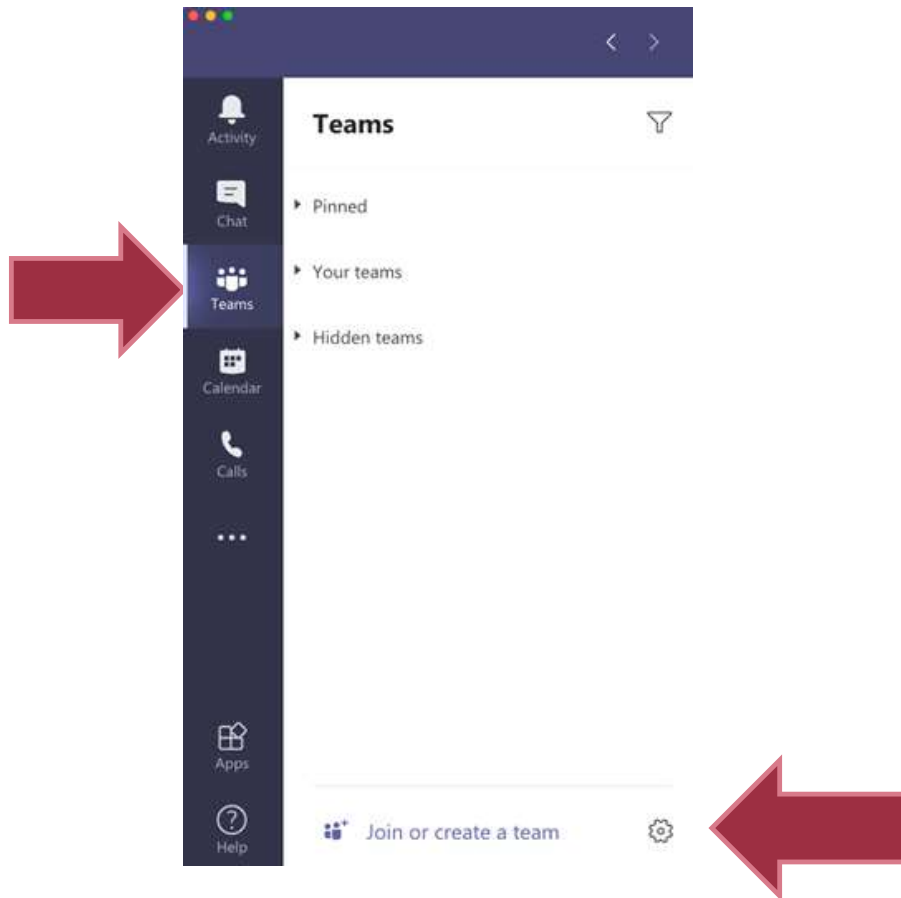 Activity
Chat
Teams
Calendar
Calls
Apps
Help
Teams
Pinned
Your teams
Hidden teams
Join or create a team